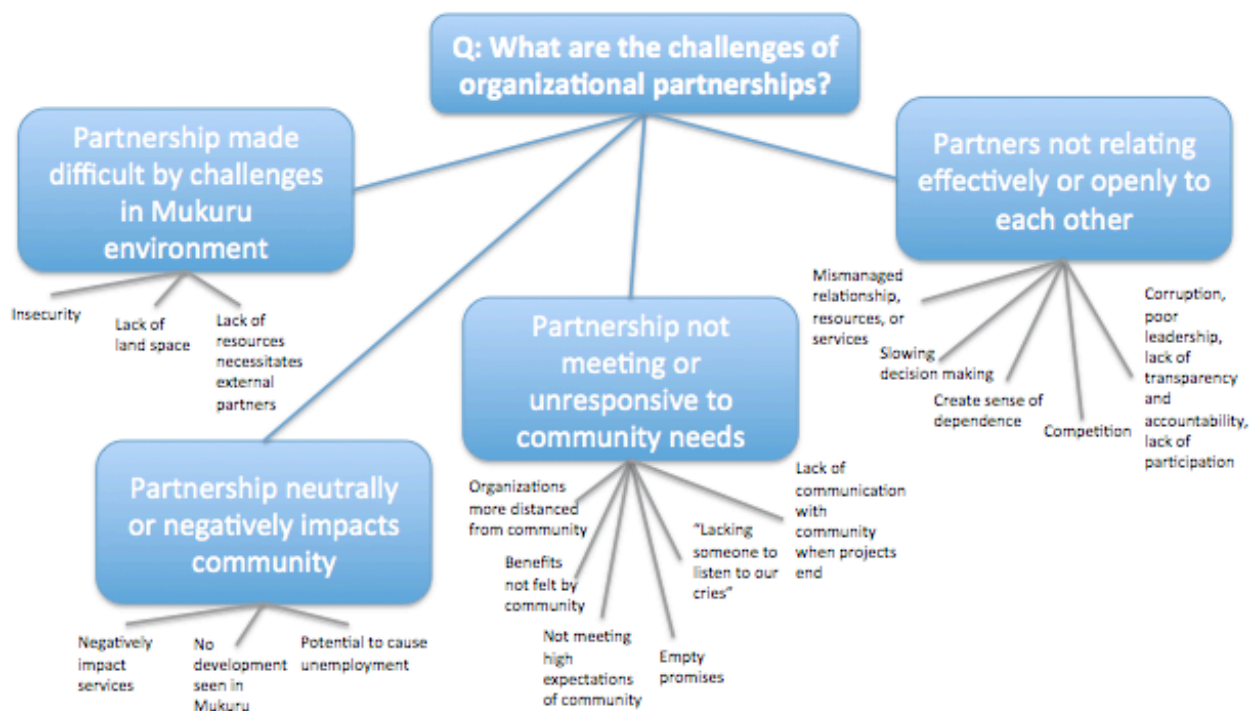 Q: What are the challenges of
organizational partnerships?
Partnership made
difficult by challenges
in Mukuru
environment
Insecurity
Lack of
land space
Lack of
resources
necessitates
external
partners
Partnership neutrally
or negatively impacts
community
Negatively
impact
services
No
development
seen in
Mukuru
Potential to cause
unemployment
Partnership not
meeting or
unresponsive to
community needs
Organizations
more distanced
from community
Benefits
not felt by
community
Not meeting
high
expectations
of community
Empty
promises
“Lacking
someone to
listen to our
cries”
Lack of
communication
with
community
when projects
end
Partners not relating
effectively or openly to
each other
Mismanaged
relationship,
resources, or
services
Slowing
decision making
Create sense of
dependence
Competition
Corruption,
poor
leadership,
lack of
transparency
and
accountability,
lack of
participation